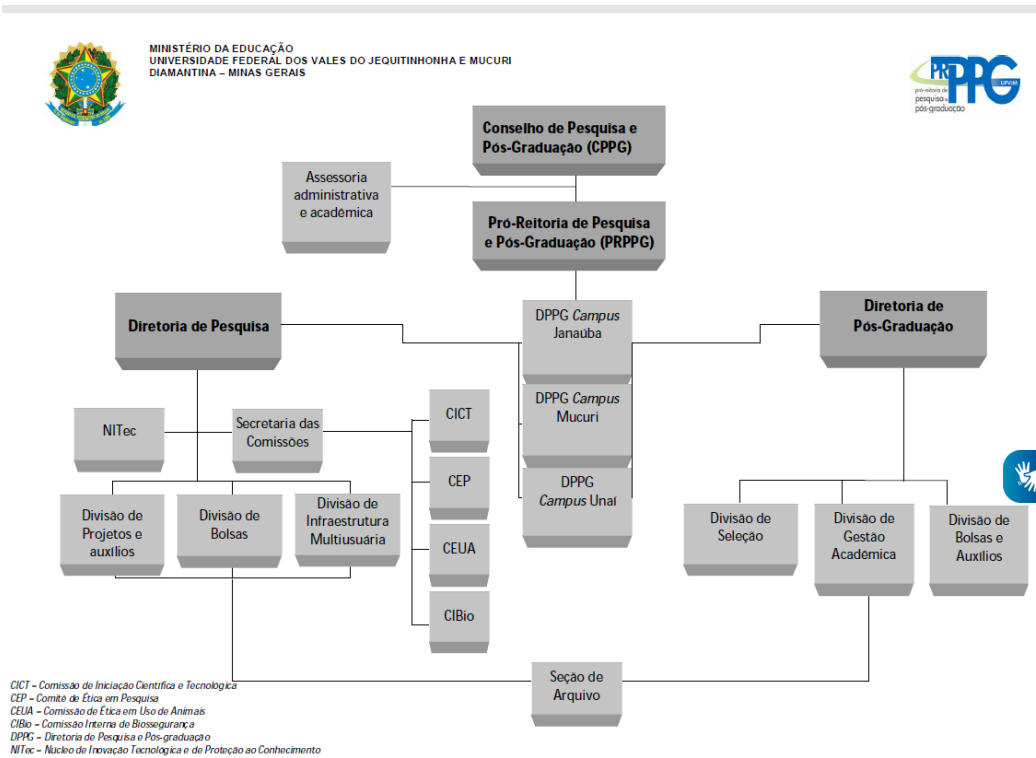 MINISTÉRIO DA EDUCAÇÃO
UNIVERSIDADE FEDERAL DOS VALES DO JEQUITINHONHA E MUCURI
DIAMANTINA – MINAS GERAIS
PRPPG
UFVJM
pró-reitoria de
pesquisa e
pós-graduação
Conselho de Pesquisa e
Pós-Graduação (CPPG)
Assessoria
administrativa
e acadêmica
Pró-Reitoria de Pesquisa
e Pós-Graduação (PRPPG)
Diretoria de Pesquisa
DPPG Campus
Janaúba
Diretoria de
Pós-Graduação
DPPG Campus
Mucuri
DPPG
Campus Unaí
NITec
Secretaria das
Comissões
CICT
CEP
CEUA
CIBio
Divisão de
Projetos e
auxílios
Divisão de
Bolsas
Divisão de
Infraestrutura
Multiusuária
Divisão de
Seleção
Divisão de
Gestão
Acadêmica
Divisão de
Bolsas e
Auxílios
Seção de
Arquivo
CICT – Comissão de Iniciação Científica e Tecnológica
CEP – Comitê de Ética em Pesquisa
CEUA – Comissão de Ética em Uso de Animais
CIBio – Comissão Interna de Biossegurança
DPPG – Diretoria de Pesquisa e Pós-graduação
NITec – Núcleo de Inovação Tecnológica e de Proteção ao Conhecimento